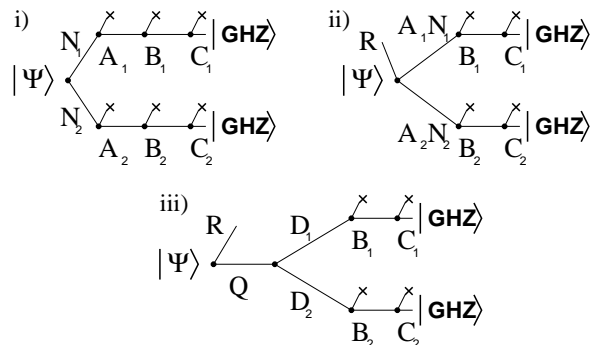 i)
N₁ A₁ B₁ C₁ |GHZ⟩
|Ψ⟩
N₂ A₂ B₂ C₂ |GHZ⟩
ii)
R A₁N₁ B₁ C₁ |GHZ⟩
|Ψ⟩
A₂N₂ B₂ C₂ |GHZ⟩
iii)
R D₁ B₁ C₁ |GHZ⟩
|Ψ⟩ Q
D₂ B₂ C₂ |GHZ⟩